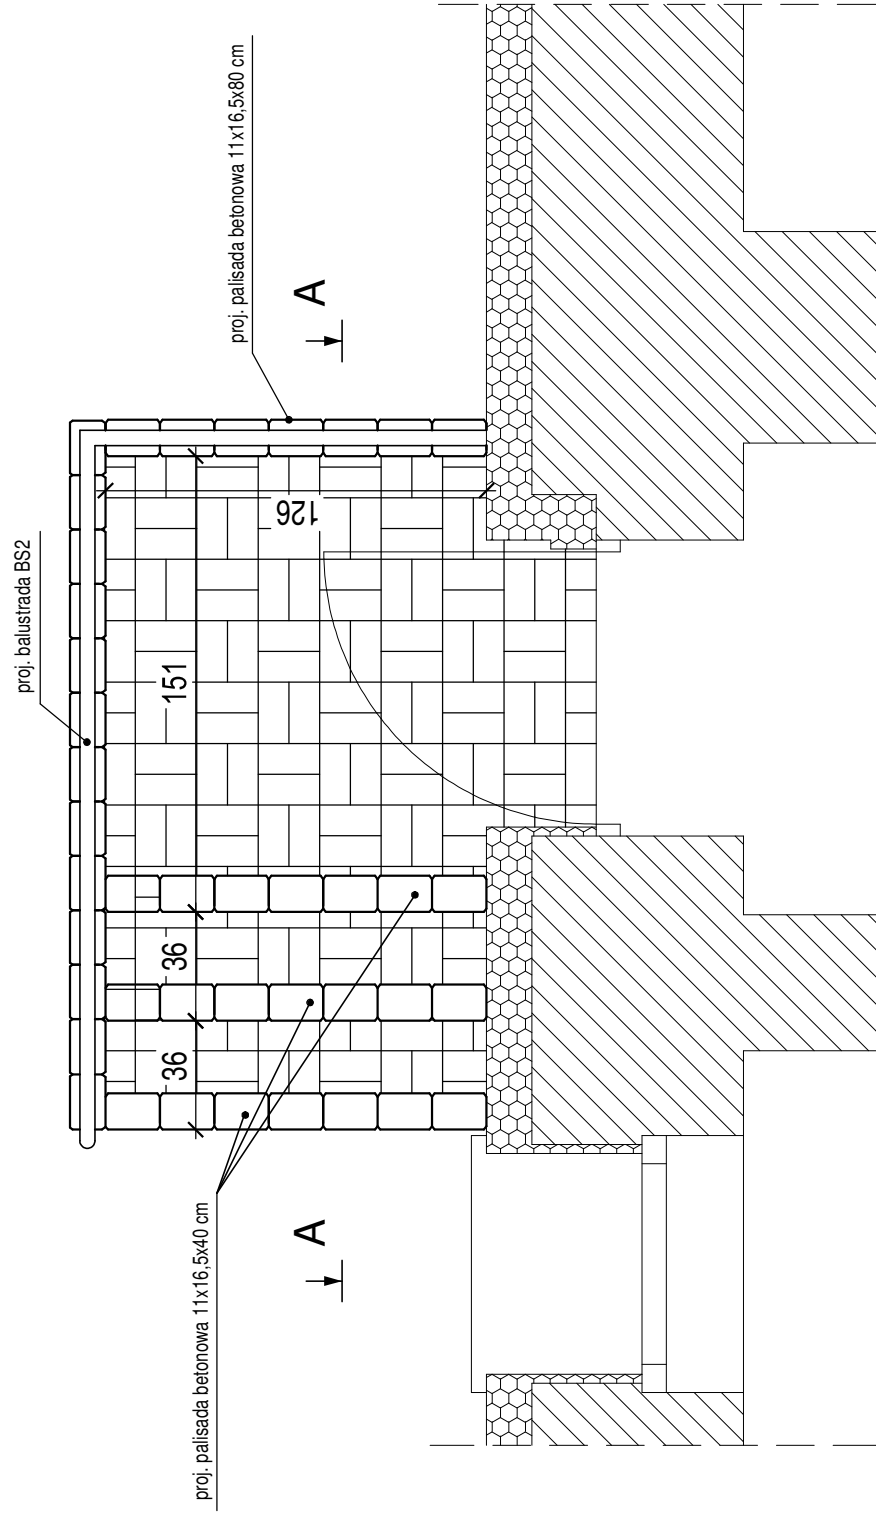 proj. palisada betonowa 11x16,5x80 cm
A
proj. balustrada BS2
126
151
36
36
A
proj. palisada betonowa 11x16,5x40 cm